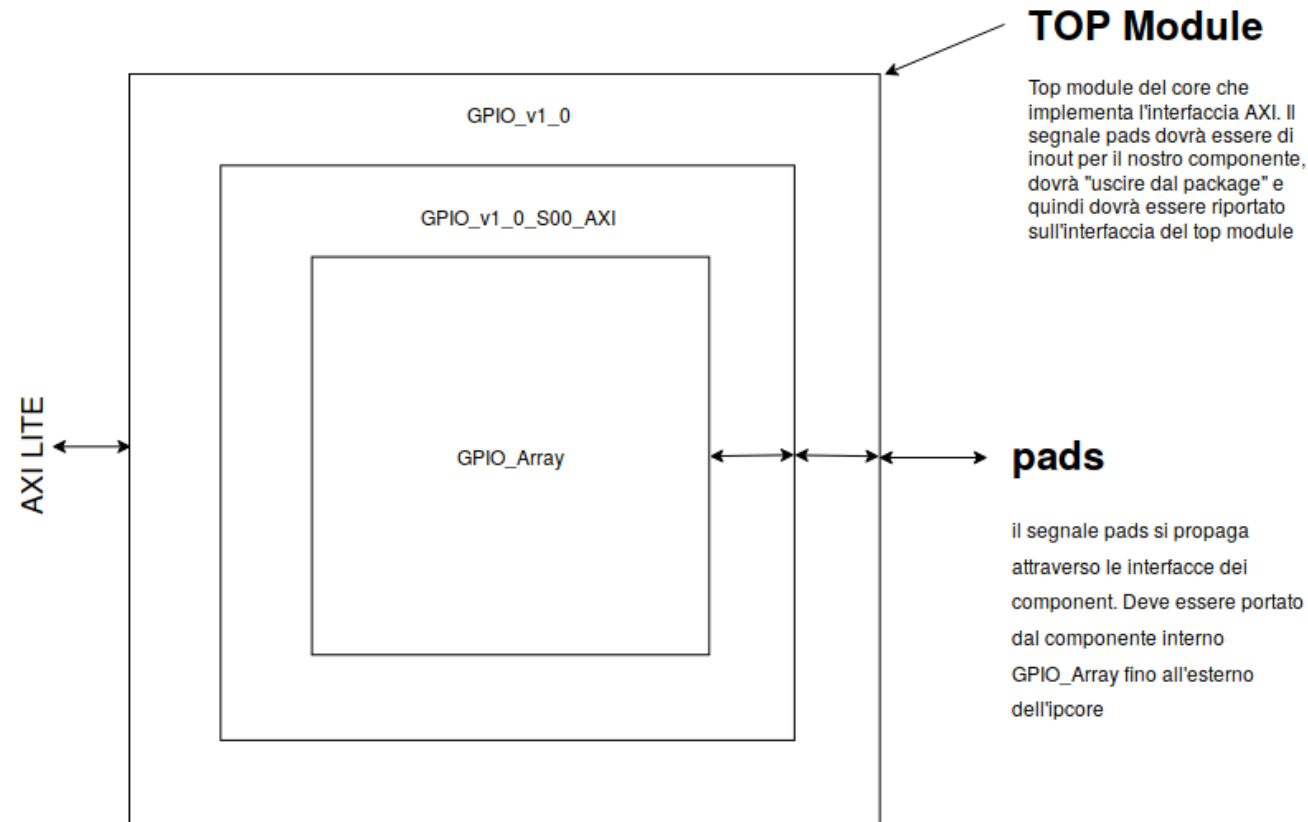 TOP Module
Top module del core che
implementa l'interfaccia AXI. Il
segnale pads dovrà essere di
inout per il nostro componente,
dovrà "uscire dal package" e
quindi dovrà essere riportato
sull'interfaccia del top module
GPIO_v1_0
GPIO_v1_0_S00_AXI
GPIO_Array
AXI LITE
pads
il segnale pads si propaga
attraverso le interfacce dei
component. Deve essere portato
dal componente interno
GPIO_Array fino all'esterno
dell'ipcore